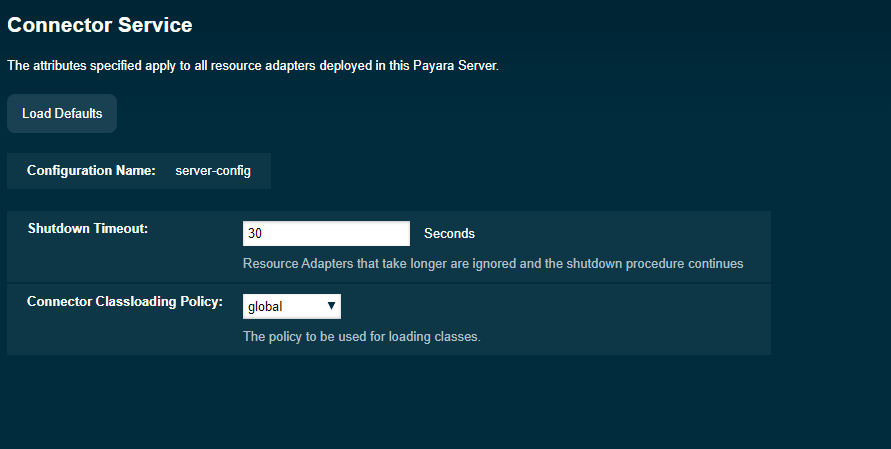 Connector Service
The attributes specified apply to all resource adapters deployed in this Payara Server.
Load Defaults
Configuration Name: server-config
Shutdown Timeout: 30 Seconds
Resource Adapters that take longer are ignored and the shutdown procedure continues
Connector Classloading Policy: global
The policy to be used for loading classes.